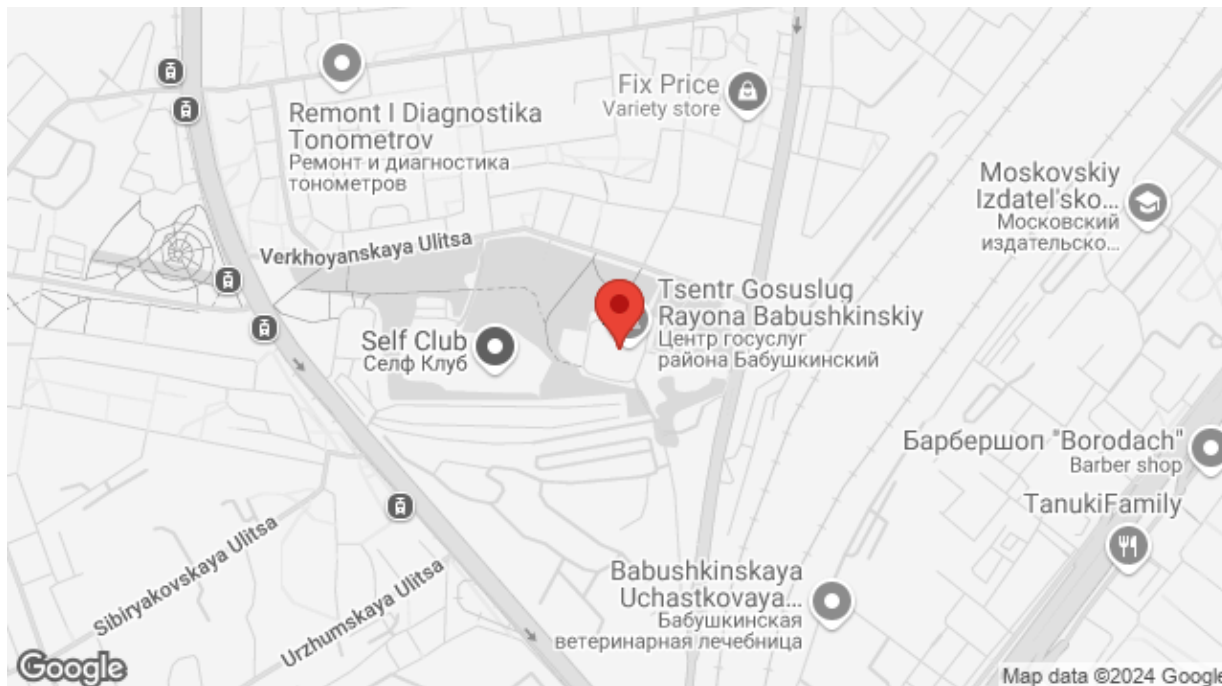 Fix Price
Variety store
Remont I Diagnostika
Tonometrov
Ремонт и диагностика
тонометров
Moskovskiy
Izdatel'sko...
Московский
издательско...
Verkhoyanskaya Ulitsa
Tsentr Gosuslug
Rayona Babushkinskiy
Центр госуслуг
района Бабушкинский
Self Club
Селф Клуб
Барбершоп "Borodach"
Barber shop
TanukiFamily
Sibiryakovskaya Ulitsa
Urzhumskaya Ulitsa
Babushkinskaya
Uchastkovaya...
Бабушкинская
ветеринарная лечебница
Google
Map data ©2024 Google